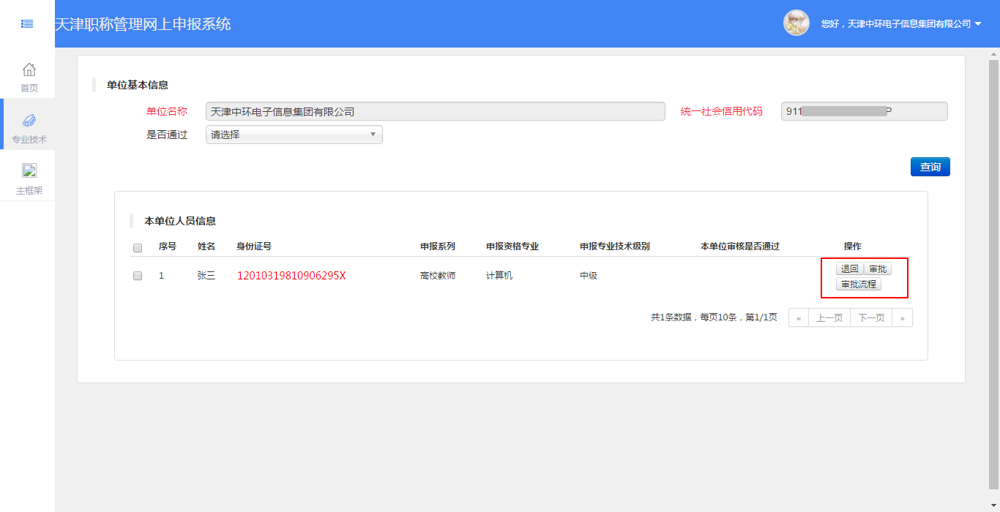 天津职称管理网上申报系统
您好，天津中环电子信息集团有限公司
首页
专业技术
主框架
单位基本信息
单位名称 天津中环电子信息集团有限公司 统一社会信用代码 911 P
是否通过 请选择
查询
本单位人员信息
序号 姓名 身份证号 申报系列 申报资格专业 申报专业技术级别 本单位审核是否通过 操作
1 张三 12010319810906295X 高校教师 计算机 中级 退回 审批
审批流程
共1条数据，每页10条，第1/1页 « 上一页 下一页 »